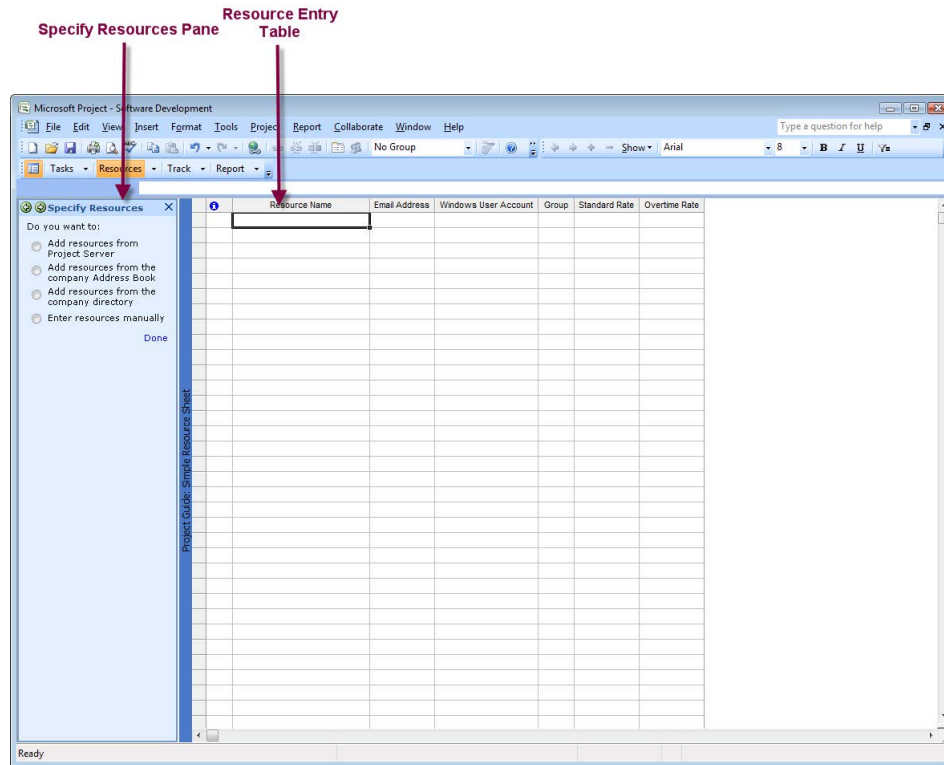 Resource Entry
Table
Specify Resources Pane
Microsoft Project - Software Development
File Edit View Insert Format Tools Project Report Collaborate Window Help
Type a question for help
No Group
Show
Arial
8
B I U
Tasks
Resources
Track
Report
Specify Resources
Do you want to:
Add resources from
Project Server
Add resources from the
company Address Book
Add resources from the
company directory
Enter resources manually
Done
Project Guide: Simple Resource Sheet
Resource Name Email Address Windows User Account Group Standard Rate Overtime Rate
Ready